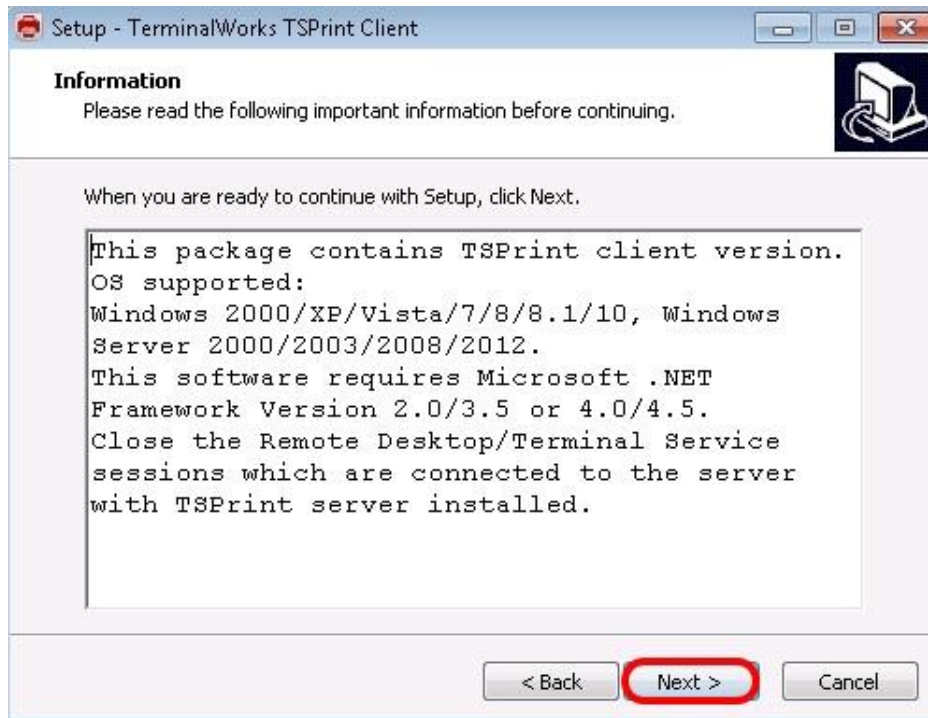 Setup - TerminalWorks TSPrint Client
Information
Please read the following important information before continuing.
When you are ready to continue with Setup, click Next.
This package contains TSPrint client version.
OS supported:
Windows 2000/XP/Vista/7/8/8.1/10, Windows
Server 2000/2003/2008/2012.
This software requires Microsoft .NET
Framework Version 2.0/3.5 or 4.0/4.5.
Close the Remote Desktop/Terminal Service
sessions which are connected to the server
with TSPrint server installed.
< Back
Next >
Cancel